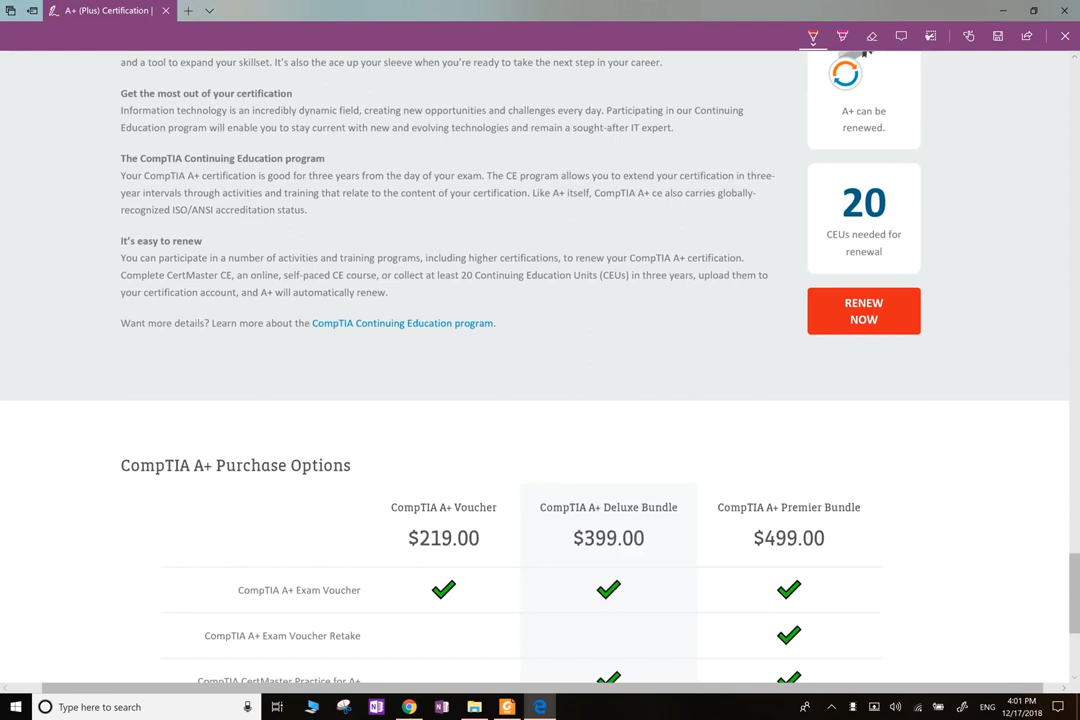 A+ (Plus) Certification |
and a tool to expand your skillset. It's also the ace up your sleeve when you're ready to take the next step in your career.
Get the most out of your certification
Information technology is an incredibly dynamic field, creating new opportunities and challenges every day. Participating in our Continuing
Education program will enable you to stay current with new and evolving technologies and remain a sought-after IT expert.
The CompTIA Continuing Education program
Your CompTIA A+ certification is good for three years from the day of your exam. The CE program allows you to extend your certification in three-
year intervals through activities and training that relate to the content of your certification. Like A+ itself, CompTIA A+ ce also carries globally-
recognized ISO/ANSI accreditation status.
It's easy to renew
You can participate in a number of activities and training programs, including higher certifications, to renew your CompTIA A+ certification.
Complete CertMaster CE, an online, self-paced CE course, or collect at least 20 Continuing Education Units (CEUs) in three years, upload them to
your certification account, and A+ will automatically renew.
Want more details? Learn more about the CompTIA Continuing Education program.
A+ can be
renewed.
20
CEUs needed for
renewal
RENEW
NOW
CompTIA A+ Purchase Options
CompTIA A+ Voucher CompTIA A+ Deluxe Bundle CompTIA A+ Premier Bundle
$219.00 $399.00 $499.00
CompTIA A+ Exam Voucher
CompTIA A+ Exam Voucher Retake
CompTIA CertMaster Practice for A+
Type here to search
ENG
4:01 PM
12/17/2018